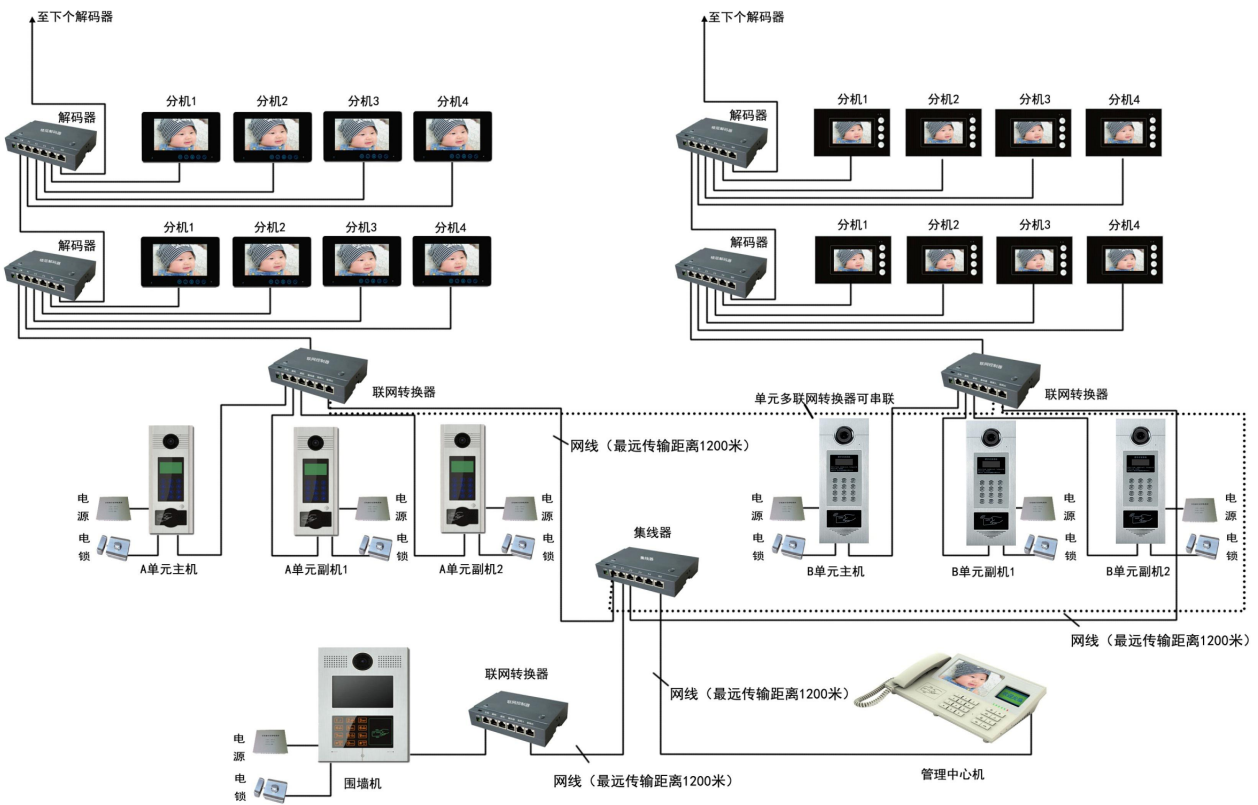 至下个解码器
至下个解码器
解码器
分机1
分机2
分机3
分机4
解码器
分机1
分机2
分机3
分机4
解码器
分机1
分机2
分机3
分机4
解码器
分机1
分机2
分机3
分机4
联网转换器
单元多联网转换器可串联
联网转换器
网线（最远传输距离1200米）
电源
电锁
A单元主机
A单元副机1
电源
电锁
A单元副机2
电源
电锁
集线器
集线器
电源
电锁
B单元主机
B单元副机1
电源
电锁
B单元副机2
电源
电锁
网线（最远传输距离1200米）
联网转换器
网线（最远传输距离1200米）
电源
电锁
围墙机
网线（最远传输距离1200米）
管理中心机